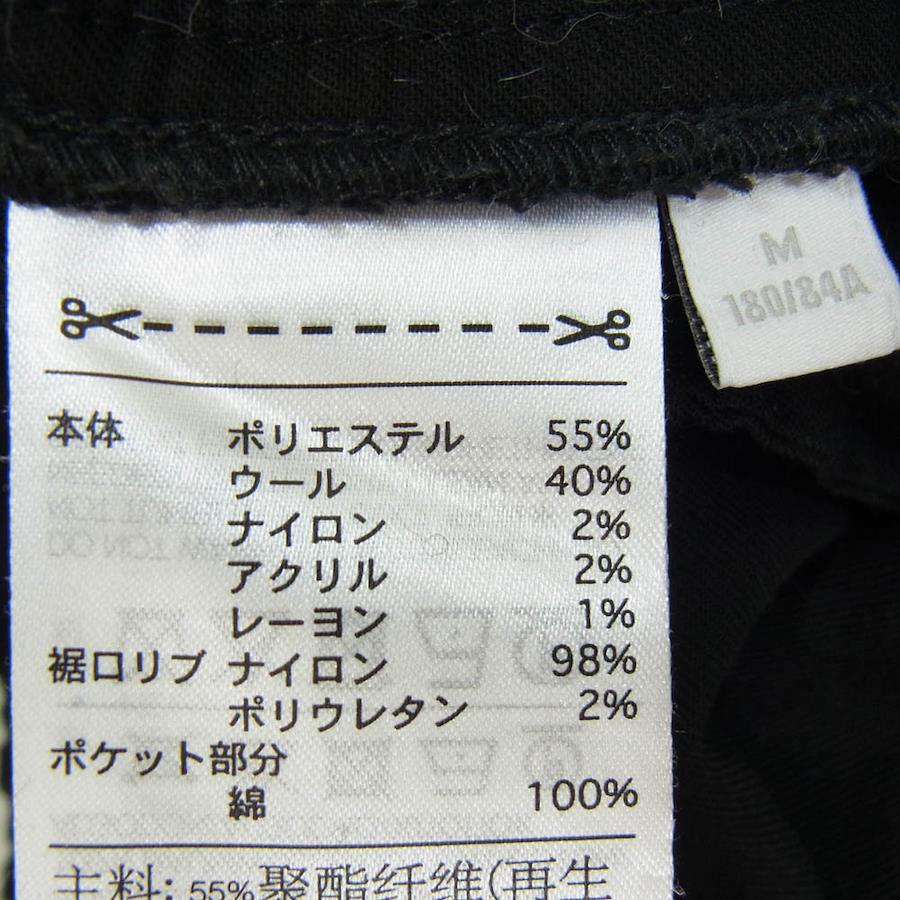 M
180/84A
本体 ポリエステル 55%
ウール 40%
ナイロン 2%
アクリル 2%
レーヨン 1%
裾口リブ ナイロン 98%
ポリウレタン 2%
ポケット部分
綿 100%
主料: 55%聚酯纤维(再生